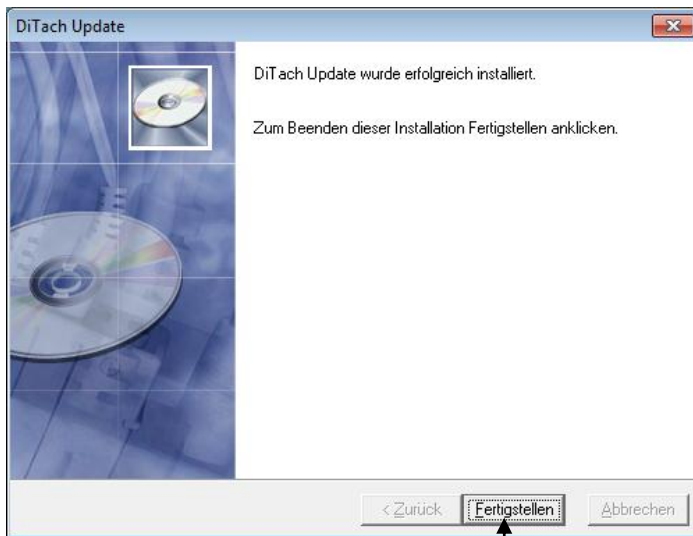 DiTach Update
DiTach Update wurde erfolgreich installiert.
Zum Beenden dieser Installation Fertigstellen anklicken.
< Zurück Fertigstellen Abbrechen